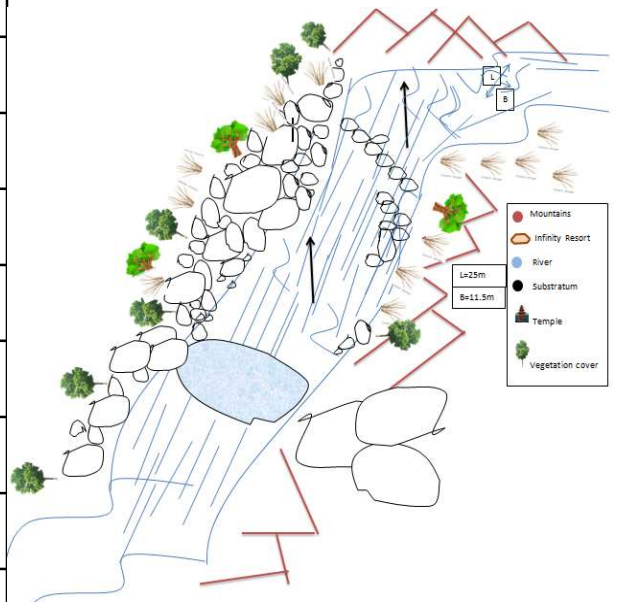 L
B
Mountains
Infinity Resort
River
Substratum
Temple
Vegetation cover
L=25m
B=11.5m